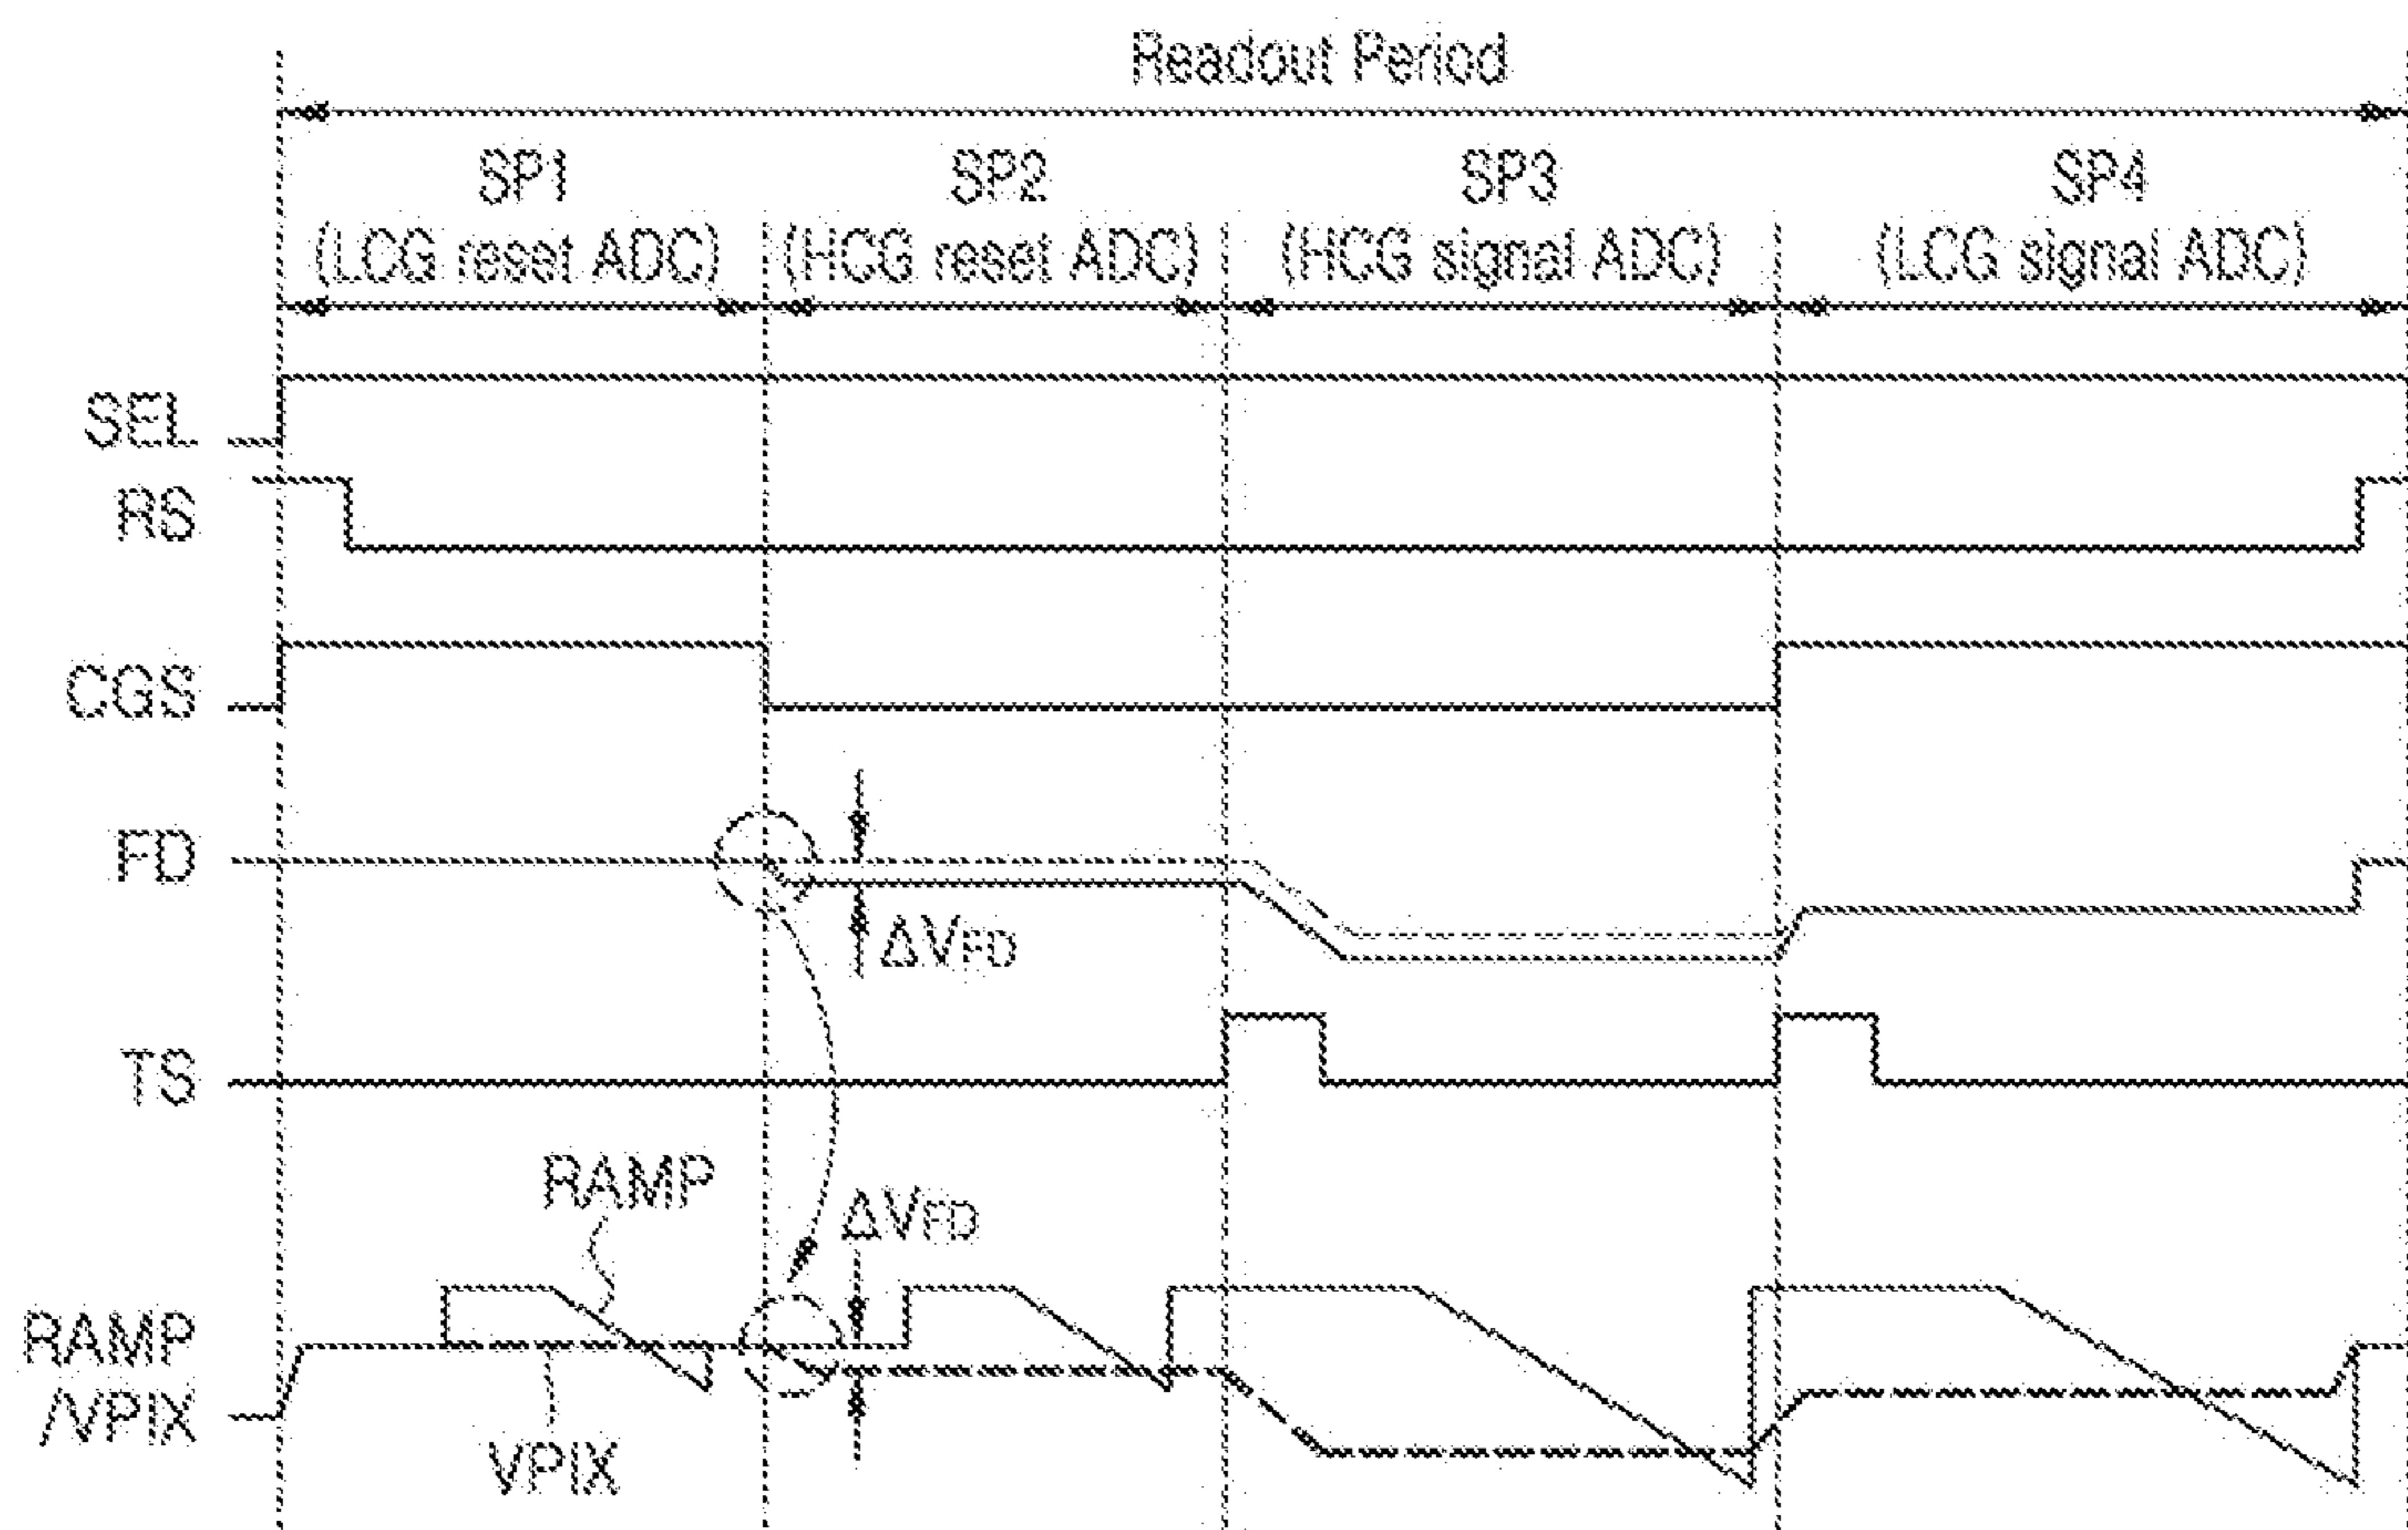 Readout Period
SP1
(LCG reset ADC)
SP2
(HCG reset ADC)
SP3
(HCG signal ADC)
SP4
(LCG signal ADC)
SEL
RS
CGS
FD
ΔVFD
TS
RAMP
ΔVFD
RAMP
/VPIX
VPIX